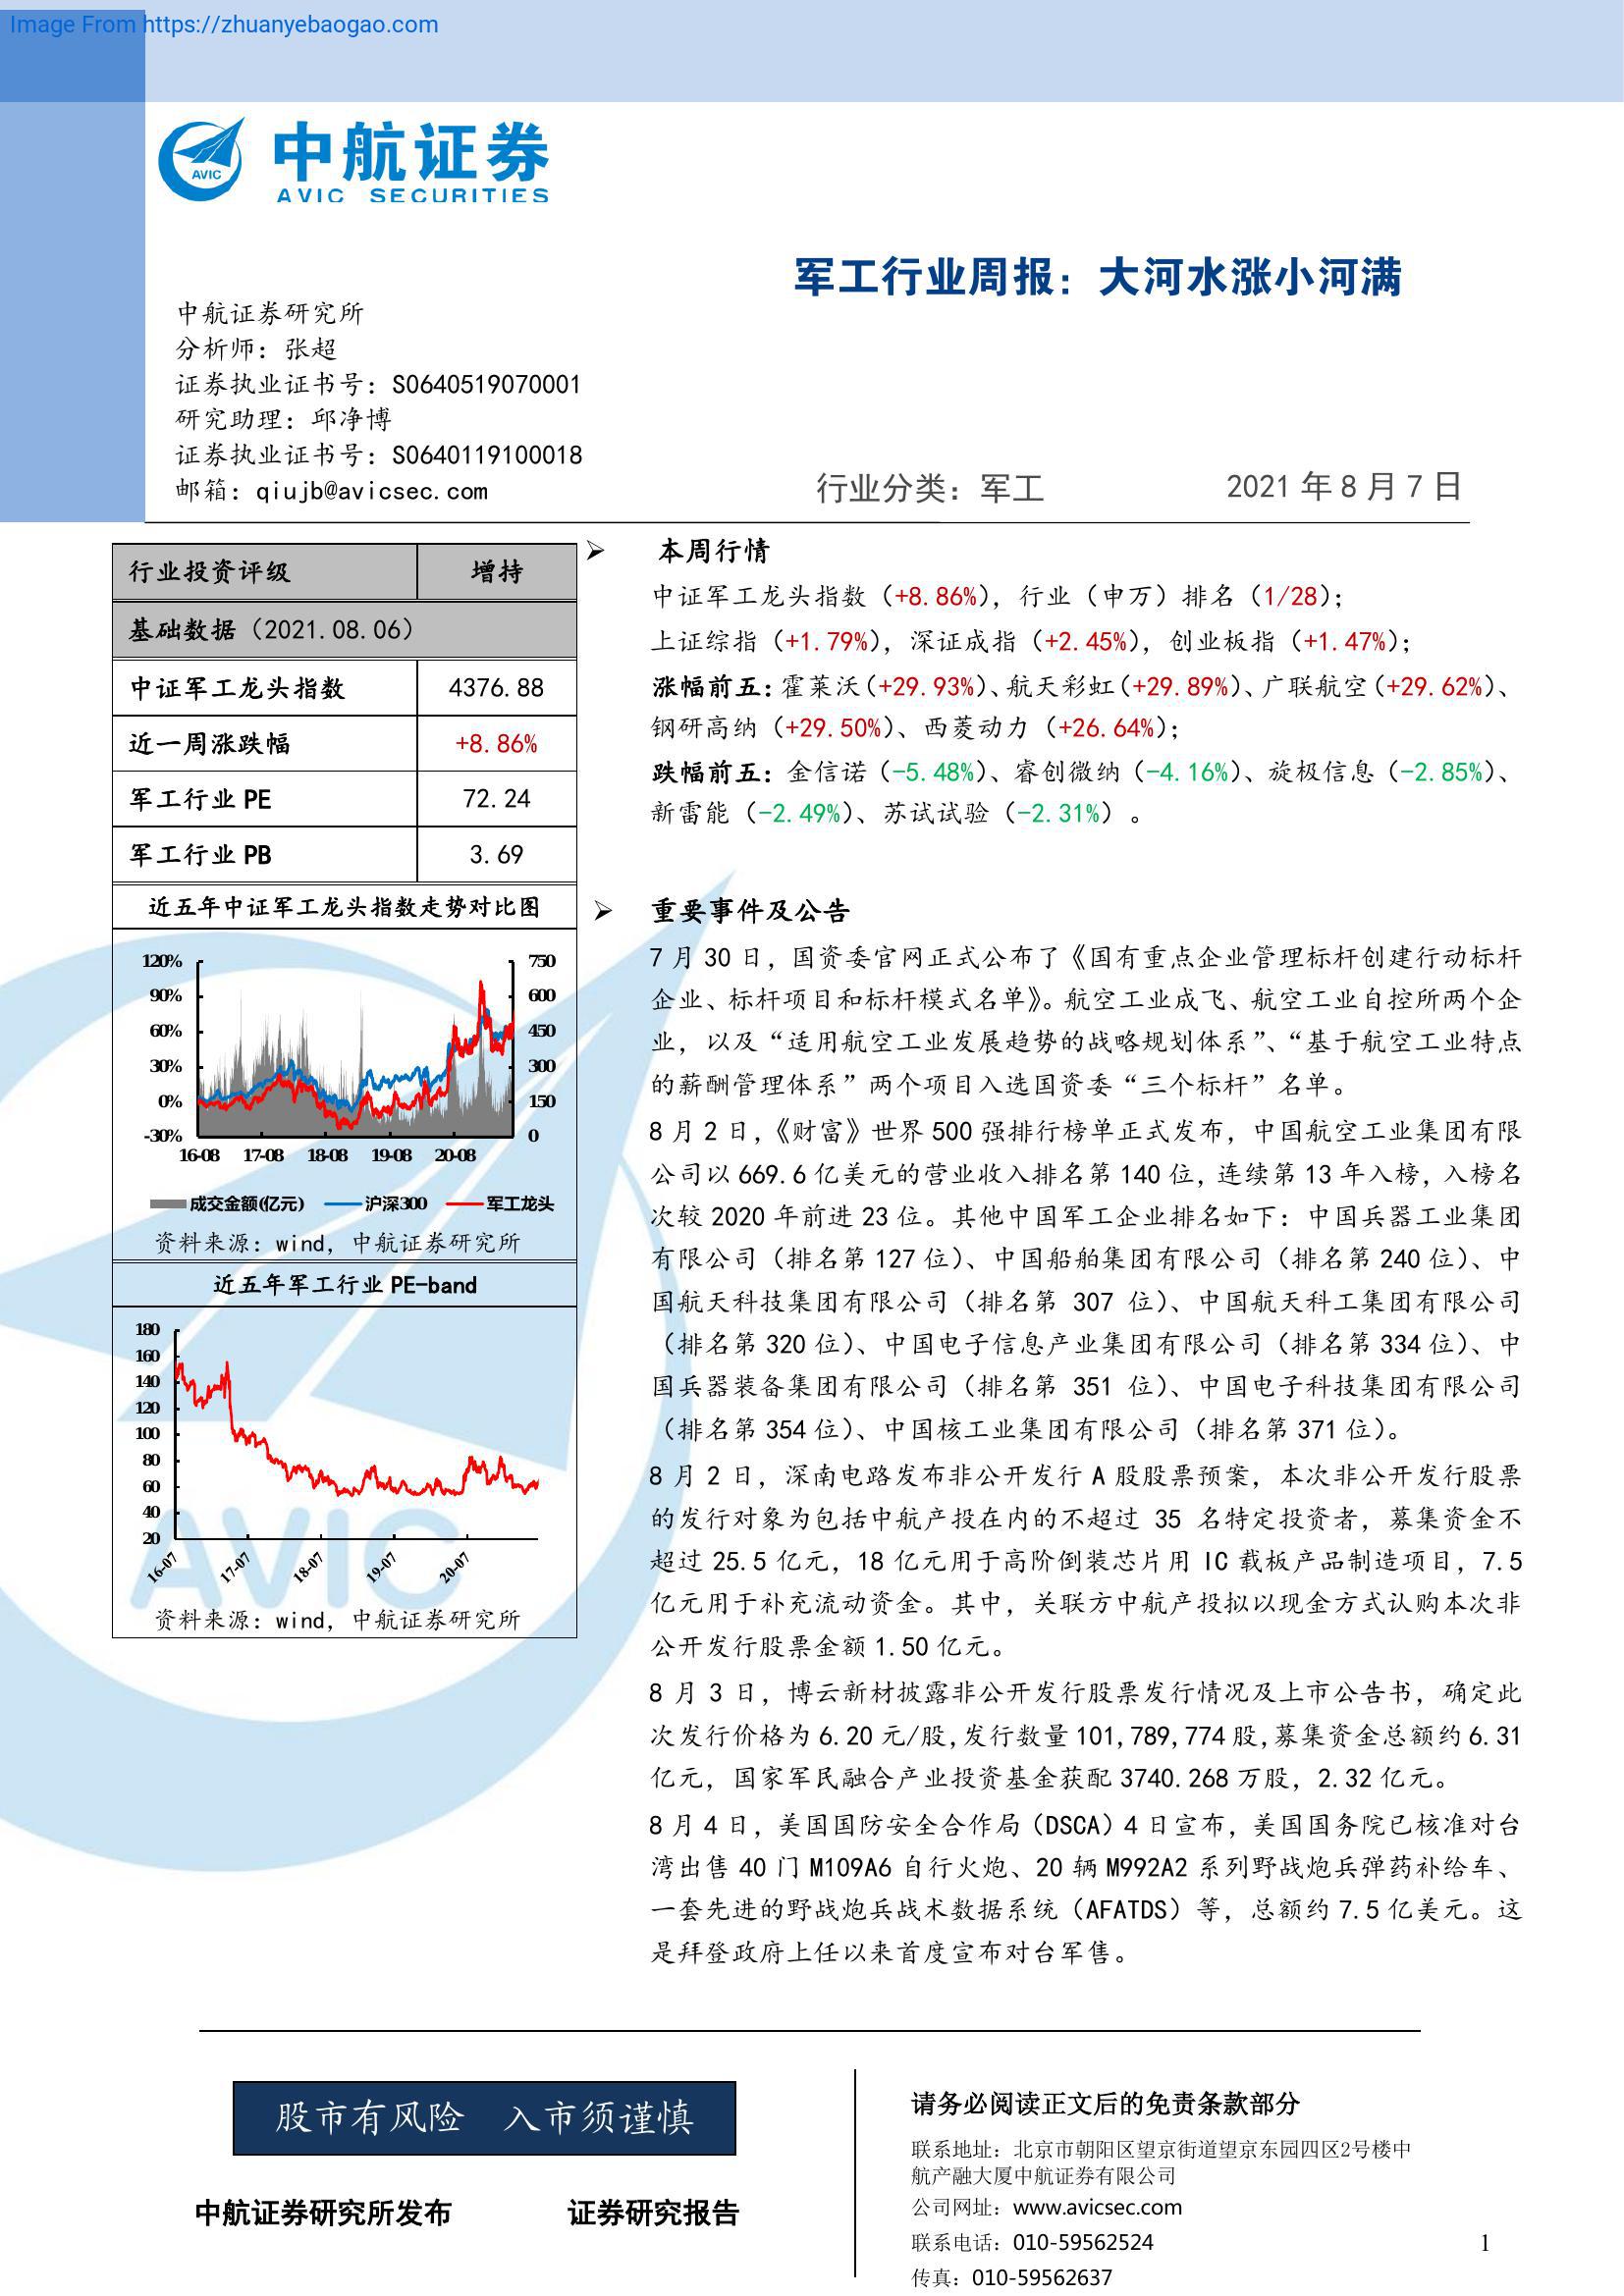 Image From https://zhuanyebaogao.com
AVIC
中航证券
AVIC SECURITIES
军工行业周报：大河水涨小河满
中航证券研究所
分析师：张超
证券执业证书号：S0640519070001
研究助理：邱净博
证券执业证书号：S0640119100018
邮箱：qiujb@avicsec.com
行业分类：军工
2021年8月7日
行业投资评级 增持
基础数据（2021.08.06）
中证军工龙头指数 4376.88
近一周涨跌幅 +8.86%
军工行业 PE 72.24
军工行业 PB 3.69
近五年中证军工龙头指数走势对比图
120% 750
90% 600
60% 450
30% 300
0% 150
-30% 0
16-08 17-08 18-08 19-08 20-08
成交金额(亿元) 沪深300 军工龙头
资料来源：wind，中航证券研究所
近五年军工行业 PE-band
180
160
140
120
100
80
60
40
20
16-07 17-07 18-07 19-07 20-07
AVIC
资料来源：wind，中航证券研究所
➢ 本周行情
中证军工龙头指数（+8.86%），行业（申万）排名（1/28）；
上证综指（+1.79%），深证成指（+2.45%），创业板指（+1.47%）；
涨幅前五：霍莱沃（+29.93%）、航天彩虹（+29.89%）、广联航空（+29.62%）、
钢研高纳（+29.50%）、西菱动力（+26.64%）；
跌幅前五：金信诺（-5.48%）、睿创微纳（-4.16%）、旋极信息（-2.85%）、
新雷能（-2.49%）、苏试试验（-2.31%）。
➢ 重要事件及公告
7月30日，国资委官网正式公布了《国有重点企业管理标杆创建行动标杆
企业、标杆项目和标杆模式名单》。航空工业成飞、航空工业自控所两个企
业，以及“适用航空工业发展趋势的战略规划体系”、“基于航空工业特点
的薪酬管理体系”两个项目入选国资委“三个标杆”名单。
8月2日，《财富》世界500强排行榜单正式发布，中国航空工业集团有限
公司以669.6亿美元的营业收入排名第140位，连续第13年入榜，入榜名
次较2020年前进23位。其他中国军工企业排名如下：中国兵器工业集团
有限公司（排名第127位）、中国船舶集团有限公司（排名第240位）、中
国航天科技集团有限公司（排名第 307 位）、中国航天科工集团有限公司
（排名第320位）、中国电子信息产业集团有限公司（排名第334位）、中
国兵器装备集团有限公司（排名第 351 位）、中国电子科技集团有限公司
（排名第354位）、中国核工业集团有限公司（排名第371位）。
8月2日，深南电路发布非公开发行A股股票预案，本次非公开发行股票
的发行对象为包括中航产投在内的不超过 35 名特定投资者，募集资金不
超过25.5亿元，18亿元用于高阶倒装芯片用IC载板产品制造项目，7.5
亿元用于补充流动资金。其中，关联方中航产投拟以现金方式认购本次非
公开发行股票金额1.50亿元。
8月3日，博云新材披露非公开发行股票发行情况及上市公告书，确定此
次发行价格为6.20元/股,发行数量101,789,774股,募集资金总额约6.31
亿元，国家军民融合产业投资基金获配3740.268万股，2.32亿元。
8月4日，美国国防安全合作局（DSCA）4日宣布，美国国务院已核准对台
湾出售40门M109A6自行火炮、20辆M992A2系列野战炮兵弹药补给车、
一套先进的野战炮兵战术数据系统（AFATDS）等，总额约7.5亿美元。这
是拜登政府上任以来首度宣布对台军售。
股市有风险 入市须谨慎
中航证券研究所发布 证券研究报告
请务必阅读正文后的免责条款部分
联系地址：北京市朝阳区望京街道望京东园四区2号楼中
航产融大厦中航证券有限公司
公司网址：www.avicsec.com
联系电话：010-59562524
传真：010-59562637
1